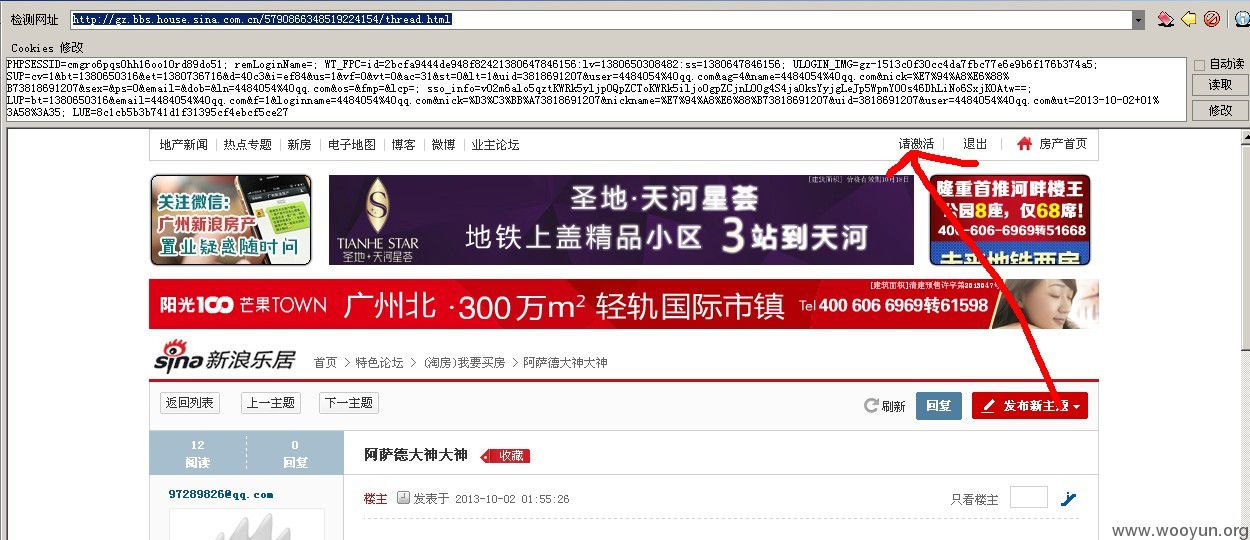 检测网址 http://gz.bbs.house.sina.com.cn/5790866348519224154/thread.html
Cookies 修改
PHPSESSID=cmgro6pqs0hh16oo10rd89do51; remLoginName=; WT_FPC=id=2bcfa9444de948f82421380647846156:lv=1380650308482:ss=1380647846156; ULOGIN_IMG=gz-1513c0f30cc4da7fbc77e6e9b6f176b374a5;
SUP=cv=1&bt=1380650316&et=1380736716&d=40c3&i=ef84&us=1&vf=0&vt=0&ac=31&st=0&lt=1&uid=3818691207&user=4484054%40qq.com&ag=4&name=4484054%40qq.com&nick=%E7%94%A8%E6%88%
B73818691207&sex=&ps=0&email=&dob=&ln=4484054%40qq.com&os=&fmp=&lcp=; sso_info=v02m6alo5qztKWRk5yljpOQpZCToKWRk5iljoOgpZCjnLOOg4S4jaOksYyjgLeJp5WpmYO0s46DhLiNo6SxjKOAtw==;
LUP=bt=1380650316&email=4484054%40qq.com&f=1&loginname=4484054%40qq.com&nick=%D3%C3%BB%A73818691207&nickname=%E7%94%A8%E6%88%B73818691207&uid=3818691207&user=4484054%40qq.com&ut=2013-10-02+01%
3A58%3A35; LUE=8c1cb5b3b741d1f31395cf4ebcf5ce27
自动读
读取
修改
地产新闻 热点专题 新房 电子地图 博客 微博 业主论坛 请激活 退出 房产首页
关注微信:
广州新浪房产
置业疑惑随时问
[建筑面积] 价格有效期10月18日
TIANHE STAR
圣地·天河星荟
圣地·天河星荟
地铁上盖精品小区 3站到天河
隆重首推河畔楼王
公园8座,仅68席!
400-606-6969转51668
阳光100 芒果TOWN 广州北·300万m² 轻轨国际市镇 Tel 400 606 6969转61598
sina 新浪乐居 首页 > 特色论坛 > (淘房)我要买房 > 阿萨德大神大神
返回列表 上一主题 下一主题 刷新 回复 发布新主题
12 0
阅读 回复
阿萨德大神大神 收藏
97289826@qq.com
楼主 发表于 2013-10-02 01:55:26 只看楼主
www.wooyun.org